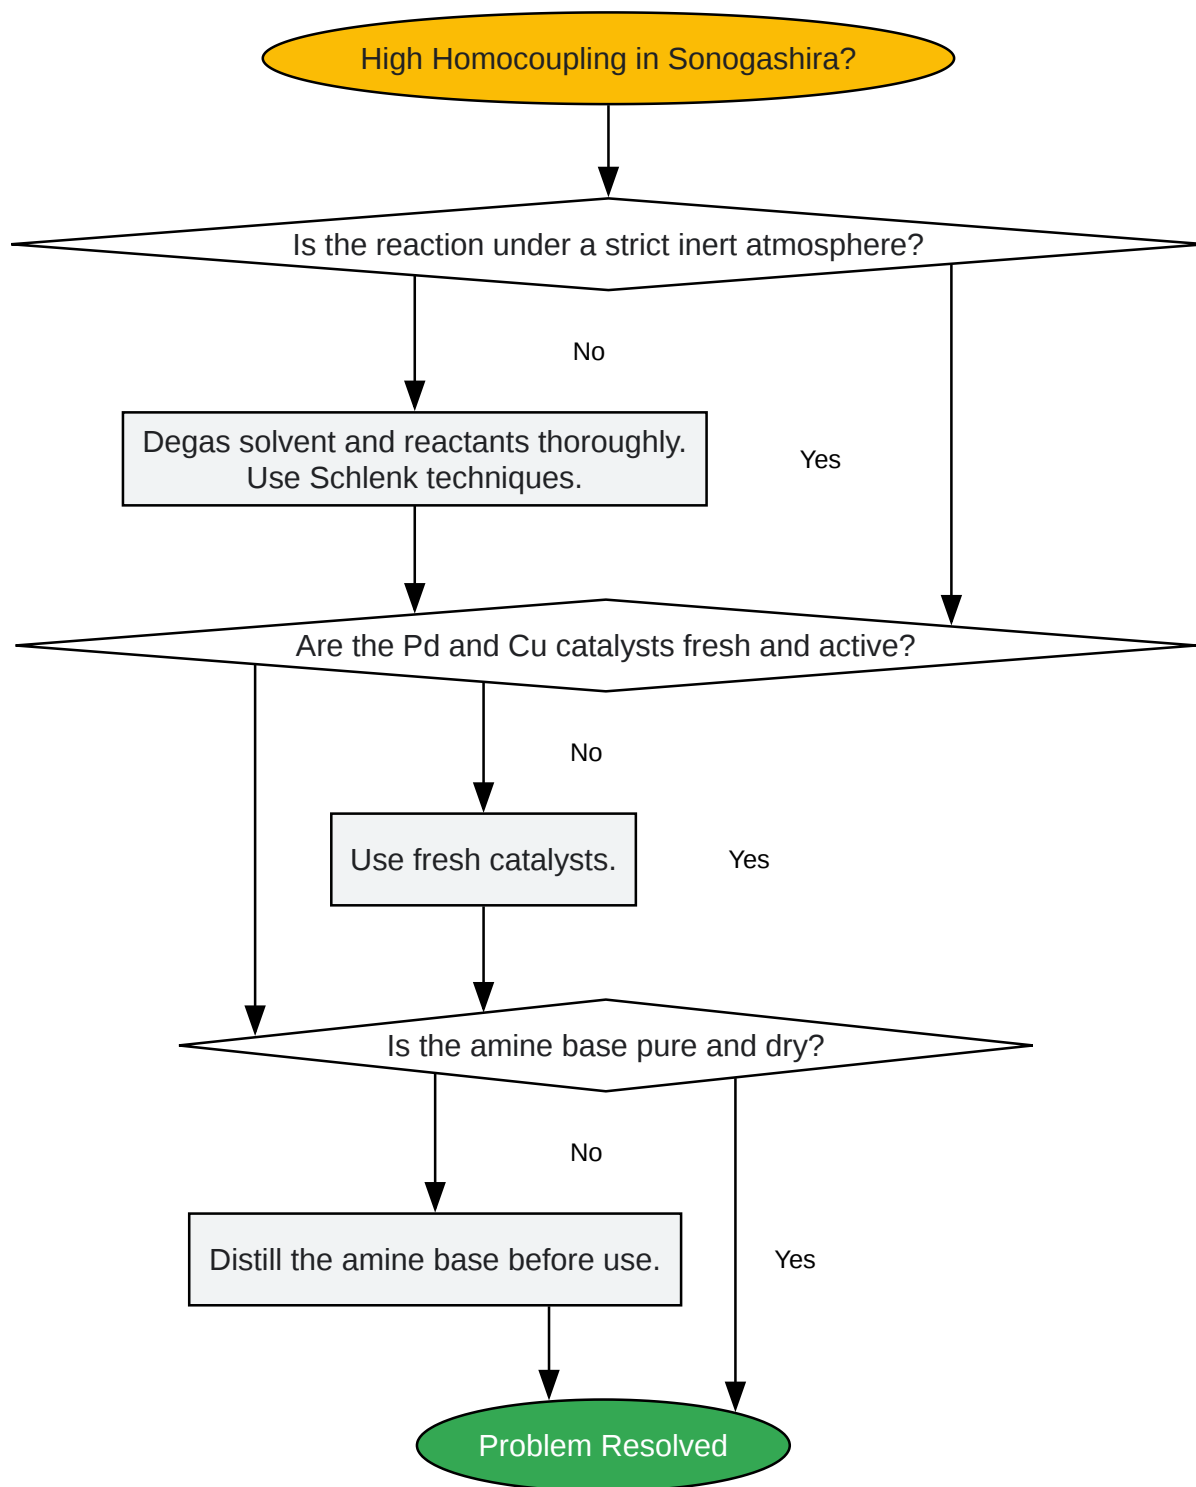 High Homocoupling in Sonogashira?
Is the reaction under a strict inert atmosphere?
No
Degas solvent and reactants thoroughly.
Use Schlenk techniques.
Yes
Are the Pd and Cu catalysts fresh and active?
No
Use fresh catalysts.
Yes
Is the amine base pure and dry?
No
Distill the amine base before use.
Yes
Problem Resolved